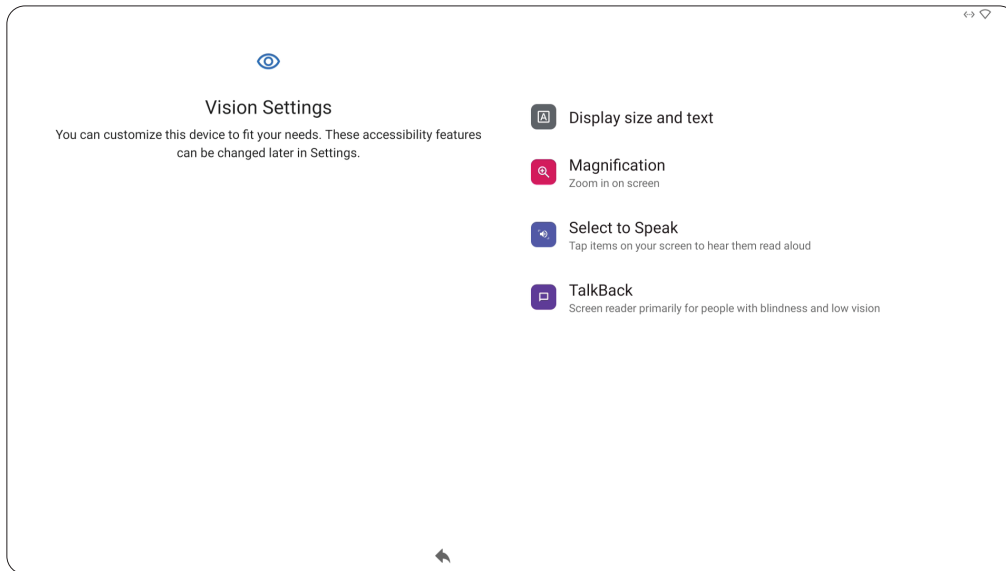 Vision Settings
You can customize this device to fit your needs. These accessibility features
can be changed later in Settings.
A
Display size and text
Magnification
Zoom in on screen
Select to Speak
Tap items on your screen to hear them read aloud
TalkBack
Screen reader primarily for people with blindness and low vision